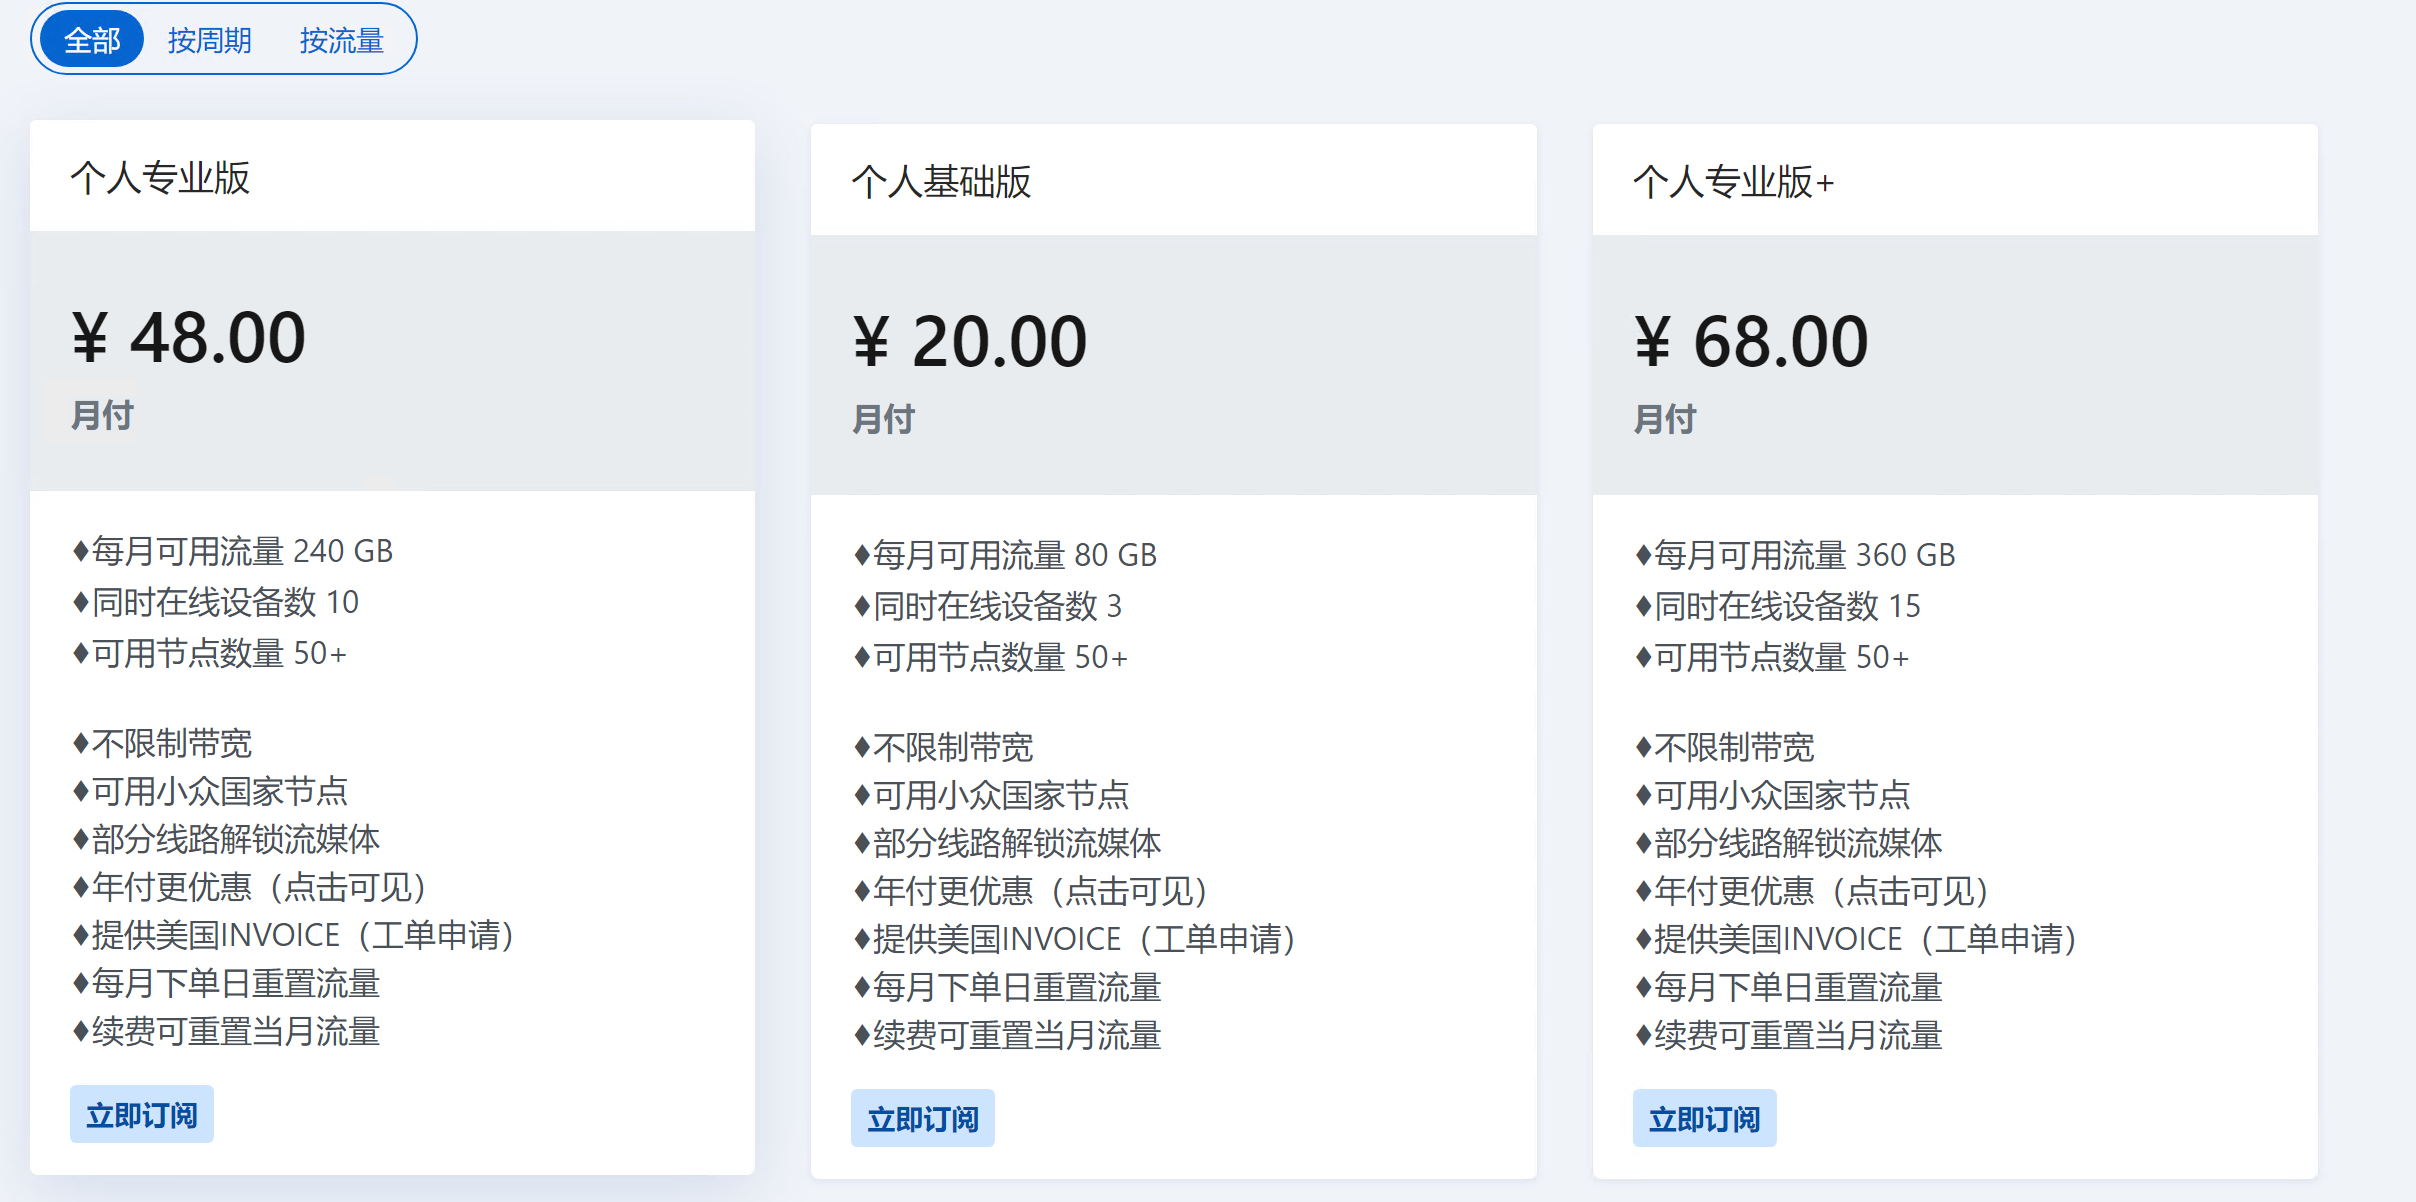 全部 按周期 按流量
个人专业版
¥ 48.00
月付
♦每月可用流量 240 GB
♦同时在线设备数 10
♦可用节点数量 50+
♦不限制带宽
♦可用小众国家节点
♦部分线路解锁流媒体
♦年付更优惠（点击可见）
♦提供美国INVOICE（工单申请）
♦每月下单日重置流量
♦续费可重置当月流量
立即订阅
个人基础版
¥ 20.00
月付
♦每月可用流量 80 GB
♦同时在线设备数 3
♦可用节点数量 50+
♦不限制带宽
♦可用小众国家节点
♦部分线路解锁流媒体
♦年付更优惠（点击可见）
♦提供美国INVOICE（工单申请）
♦每月下单日重置流量
♦续费可重置当月流量
立即订阅
个人专业版+
¥ 68.00
月付
♦每月可用流量 360 GB
♦同时在线设备数 15
♦可用节点数量 50+
♦不限制带宽
♦可用小众国家节点
♦部分线路解锁流媒体
♦年付更优惠（点击可见）
♦提供美国INVOICE（工单申请）
♦每月下单日重置流量
♦续费可重置当月流量
立即订阅